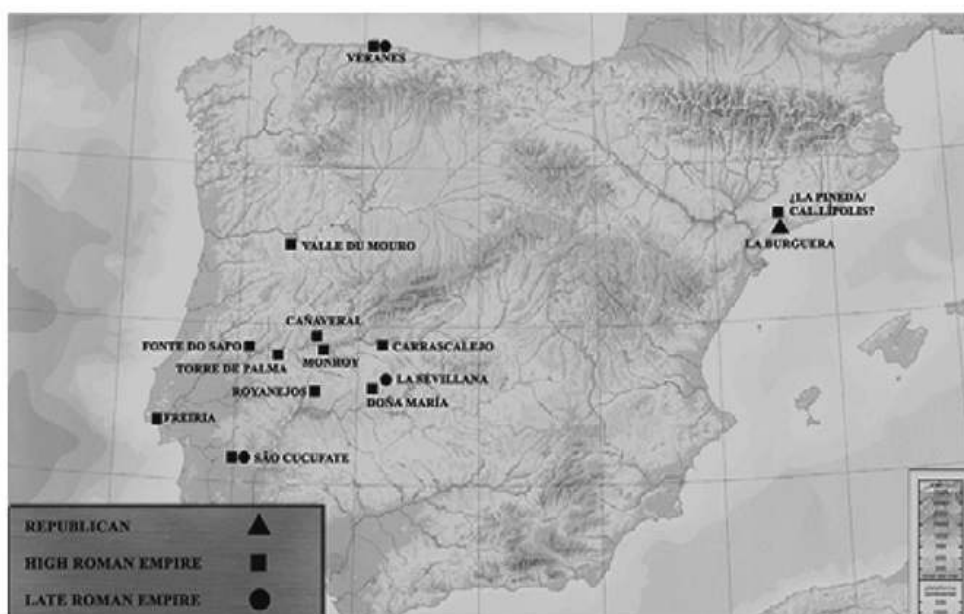 VERANES
¿LA PINEDA/
CAL.LÍPOLIS?
LA BURGUERA
VALLE DU MOURO
CAÑAVERAL
FONTE DO SAPO
MONROY
CARRASCALEJO
TORRE DE PALMA
LA SEVILLANA
ROYANEJOS
DOÑA MARÍA
FREIRIA
SÃO CUCUFATE
REPUBLICAN
HIGH ROMAN EMPIRE
LATE ROMAN EMPIRE